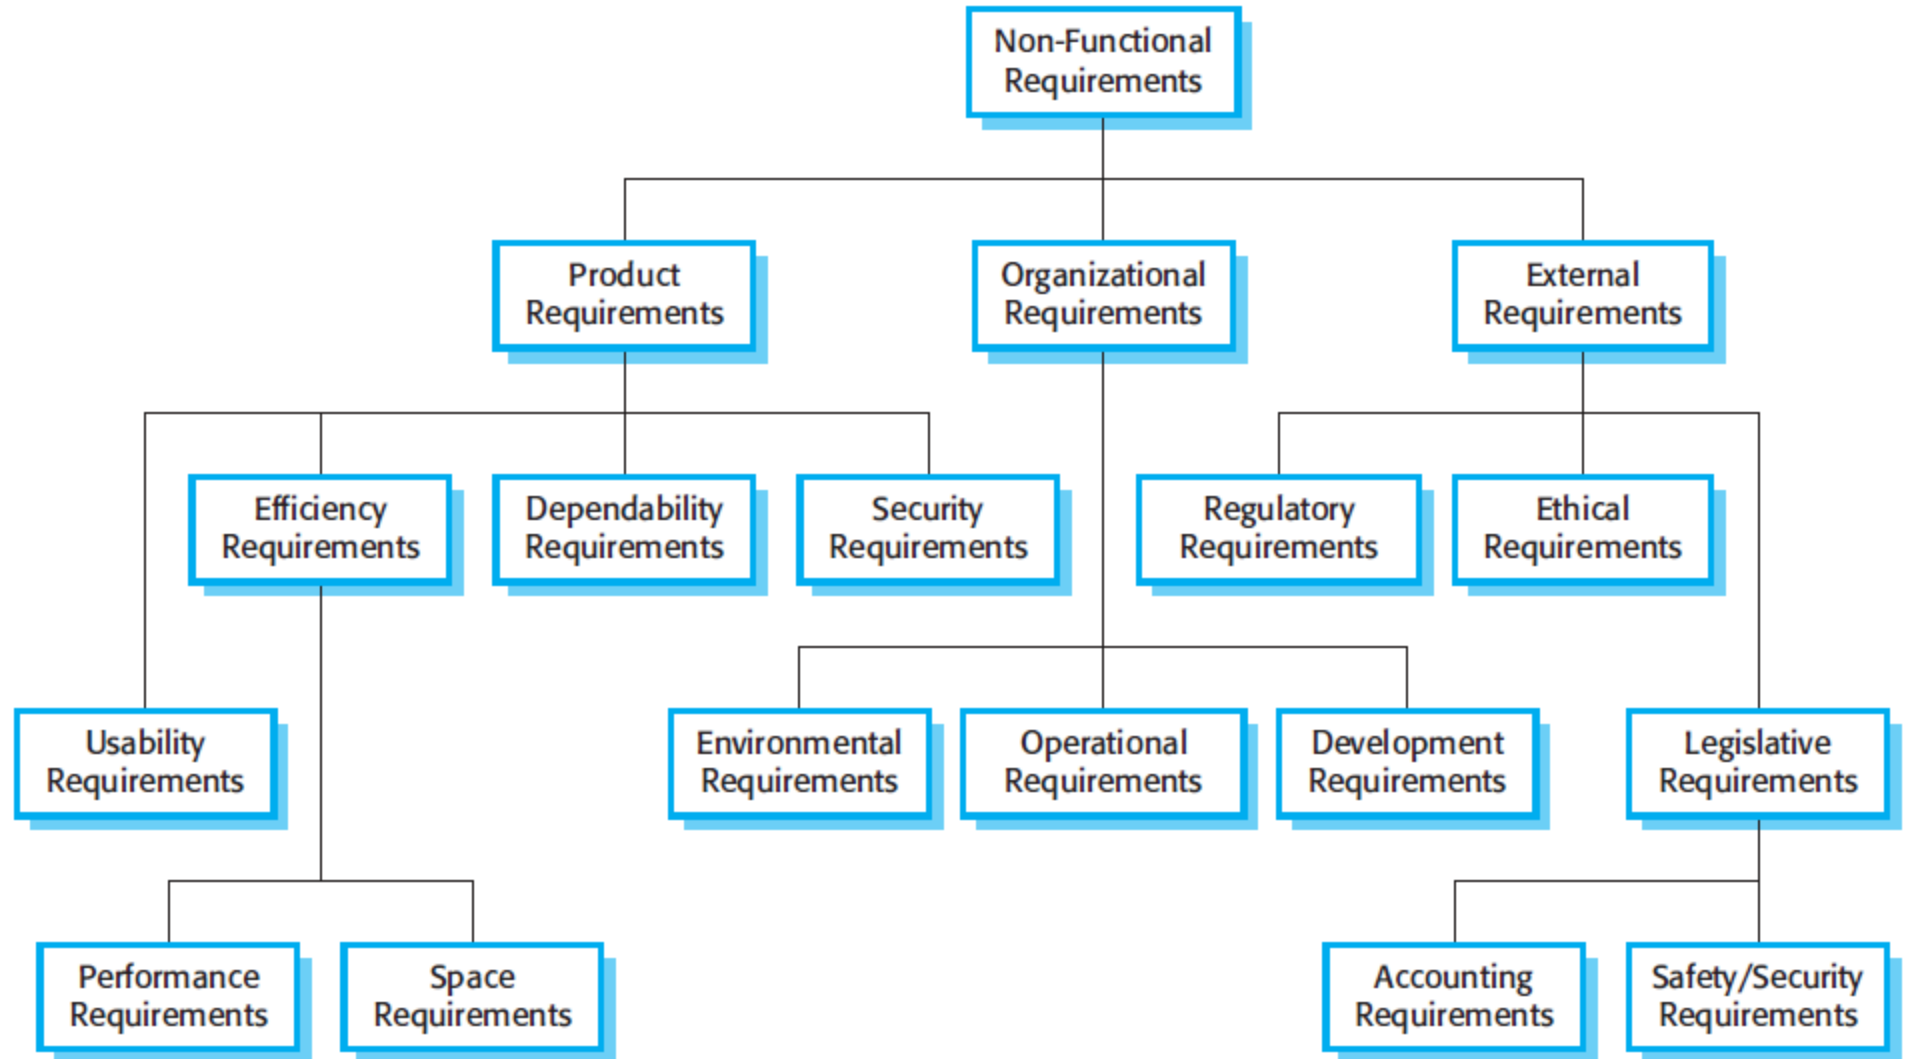 Non-Functional
Requirements
Product
Requirements
Organizational
Requirements
External
Requirements
Efficiency
Requirements
Dependability
Requirements
Security
Requirements
Regulatory
Requirements
Ethical
Requirements
Usability
Requirements
Environmental
Requirements
Operational
Requirements
Development
Requirements
Legislative
Requirements
Performance
Requirements
Space
Requirements
Accounting
Requirements
Safety/Security
Requirements